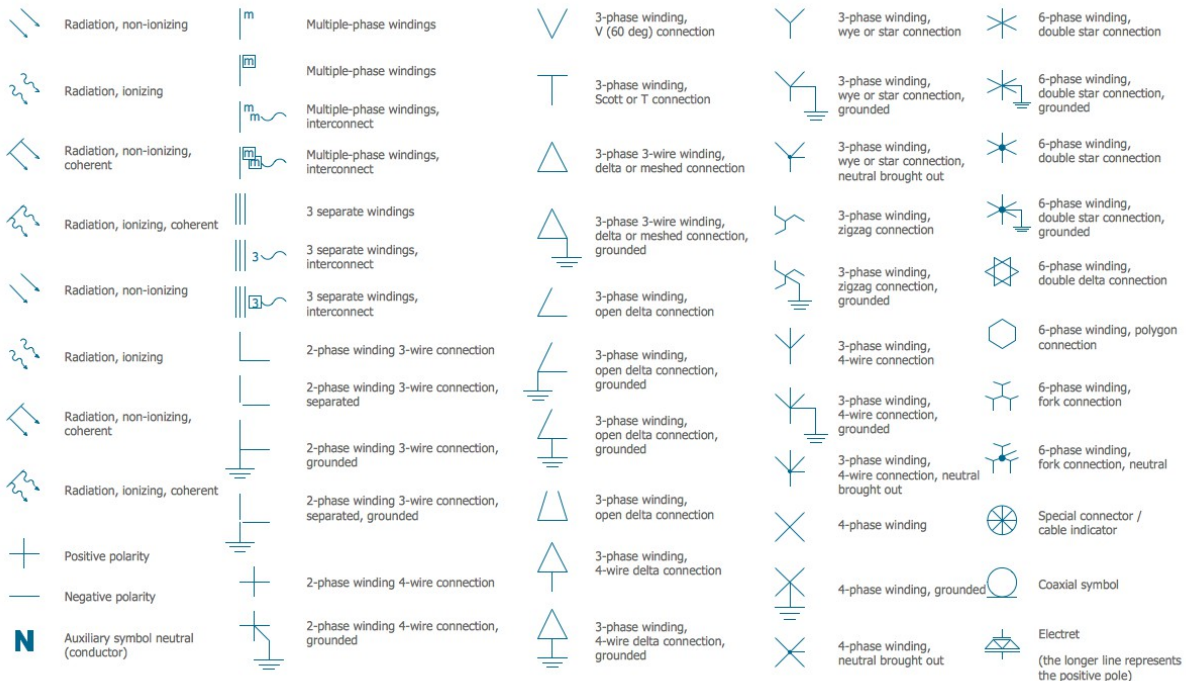 Radiation, non-ionizing
Radiation, ionizing
Radiation, non-ionizing,
coherent
Radiation, ionizing, coherent
Radiation, non-ionizing
Radiation, ionizing
Radiation, non-ionizing,
coherent
Radiation, ionizing, coherent
Positive polarity
Negative polarity
N
Auxiliary symbol neutral
(conductor)
m
Multiple-phase windings
m
Multiple-phase windings
m
m
Multiple-phase windings,
interconnect
m
m
Multiple-phase windings,
interconnect
3 separate windings
3
3 separate windings,
interconnect
3
3 separate windings,
interconnect
2-phase winding 3-wire connection
2-phase winding 3-wire connection,
separated
2-phase winding 3-wire connection,
grounded
2-phase winding 3-wire connection,
separated, grounded
2-phase winding 4-wire connection
2-phase winding 4-wire connection,
grounded
3-phase winding,
V (60 deg) connection
3-phase winding,
Scott or T connection
3-phase 3-wire winding,
delta or meshed connection
3-phase 3-wire winding,
delta or meshed connection,
grounded
3-phase winding,
open delta connection
3-phase winding,
open delta connection,
grounded
3-phase winding,
open delta connection,
grounded
3-phase winding,
open delta connection
3-phase winding,
4-wire delta connection
3-phase winding,
4-wire delta connection,
grounded
3-phase winding,
wye or star connection
3-phase winding,
wye or star connection,
grounded
3-phase winding,
wye or star connection,
neutral brought out
3-phase winding,
zigzag connection
3-phase winding,
zigzag connection,
grounded
3-phase winding,
4-wire connection
3-phase winding,
4-wire connection,
grounded
3-phase winding,
4-wire connection, neutral
brought out
4-phase winding
4-phase winding, grounded
4-phase winding,
neutral brought out
6-phase winding,
double star connection
6-phase winding,
double star connection,
grounded
6-phase winding,
double star connection
6-phase winding,
double star connection,
grounded
6-phase winding,
double delta connection
6-phase winding, polygon
connection
6-phase winding,
fork connection
6-phase winding,
fork connection, neutral
Special connector /
cable indicator
Coaxial symbol
Electret
(the longer line represents
the positive pole)